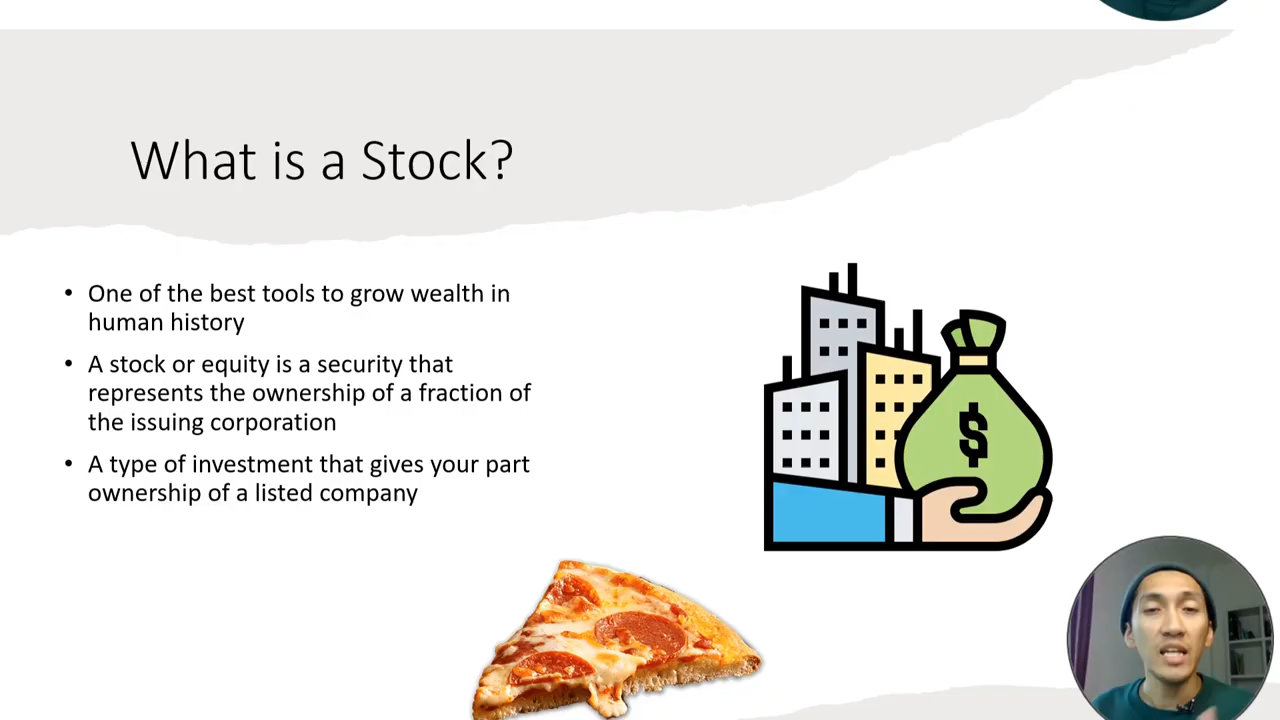 What is a Stock?
• One of the best tools to grow wealth in
human history
• A stock or equity is a security that
represents the ownership of a fraction of
the issuing corporation
• A type of investment that gives your part
ownership of a listed company
$